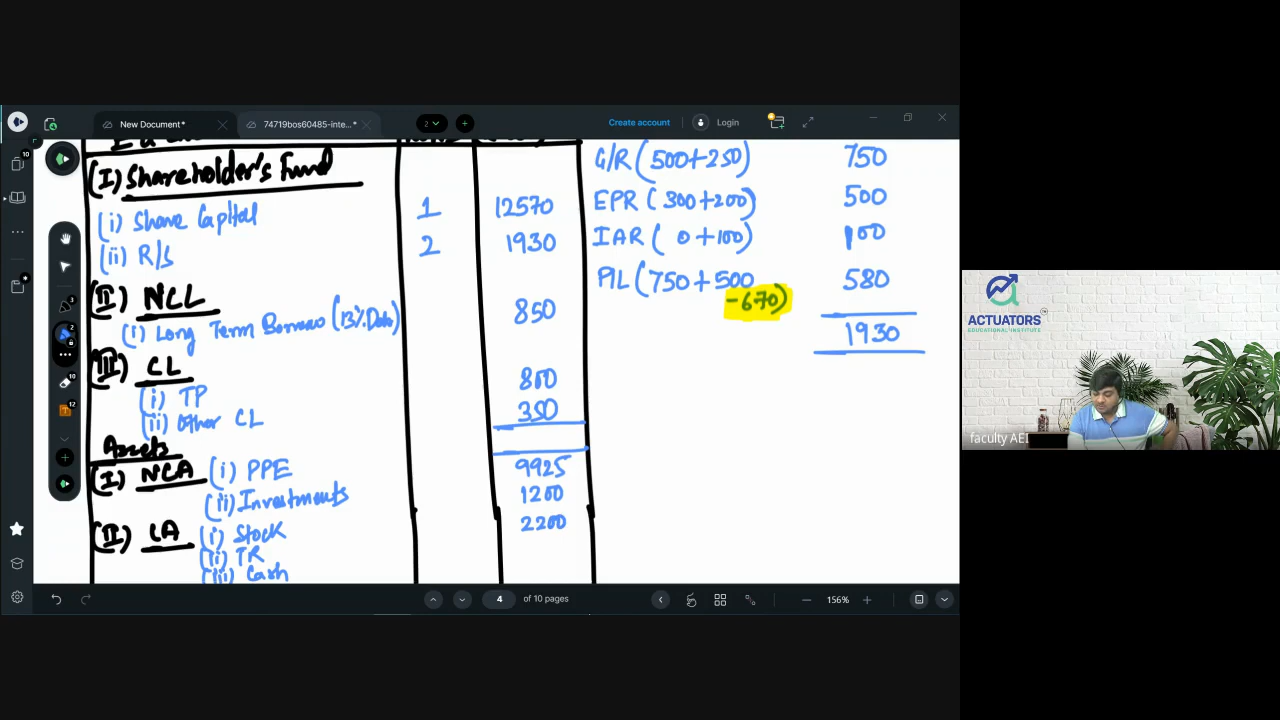 New Document*
74719bos60485-inte...*
2
Create account
Login
(I) Shareholder's Fund
(i) Share Capital 1 12570
(ii) R/S 2 1930
(II) NCL
(i) Long Term Borrow (13% Deb) 850
(III) CL
(i) TP 800
(ii) Other CL 350
Assets
(I) NCA (i) PPE 9925
(ii) Investments 1200
(II) CA (i) Stock 2200
(ii) TR
(iii) Cash
G/R (500+250) 750
EPR (300+200) 500
IAR (0+100) 100
P/L (750+500 580
-670)
1930
4 of 10 pages
156%
ACTUATORS
EDUCATIONAL INSTITUTE
faculty AEI